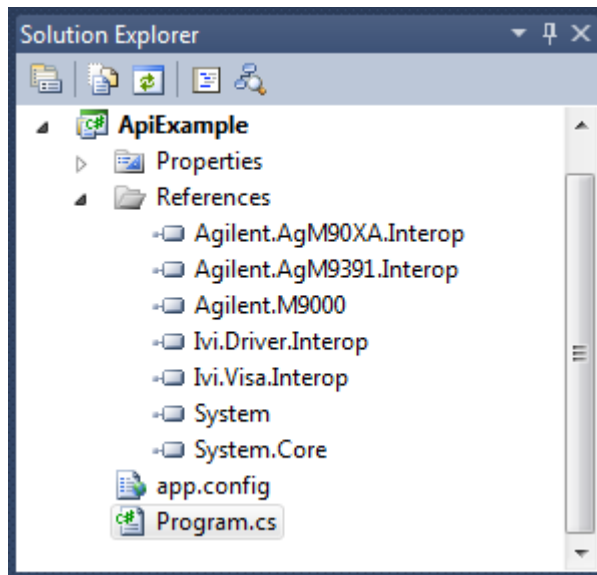 Solution Explorer
ApiExample
Properties
References
Agilent.AgM90XA.Interop
Agilent.AgM9391.Interop
Agilent.M9000
Ivi.Driver.Interop
Ivi.Visa.Interop
System
System.Core
app.config
Program.cs